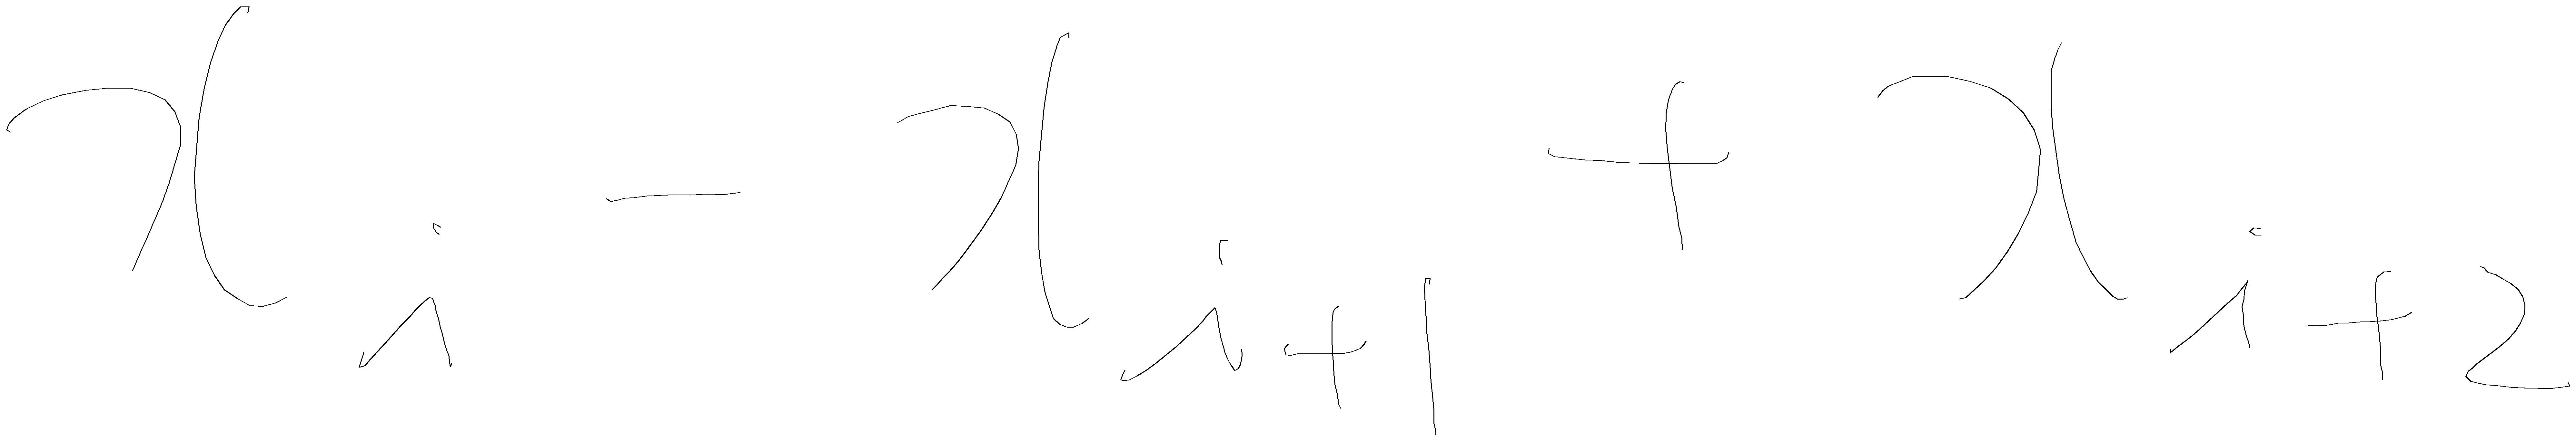 x_i - x_{i+1} + x_{i+2}